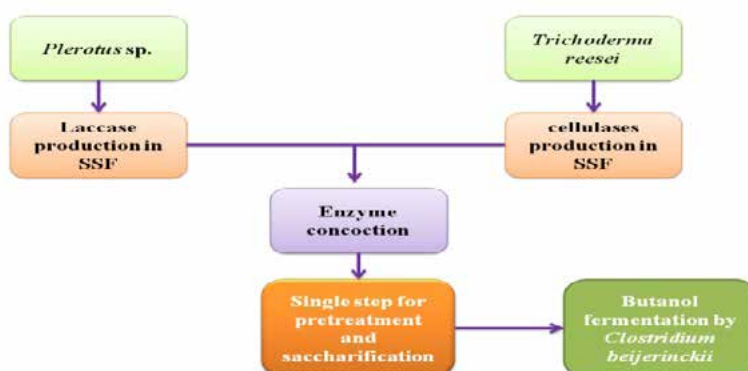 Plerotus sp.
Trichoderma
reesei
Laccase
production in
SSF
cellulases
production in
SSF
Enzyme
concoction
Single step for
pretreatment
and
saccharification
Butanol
fermentation by
Clostridium
beijerinckii